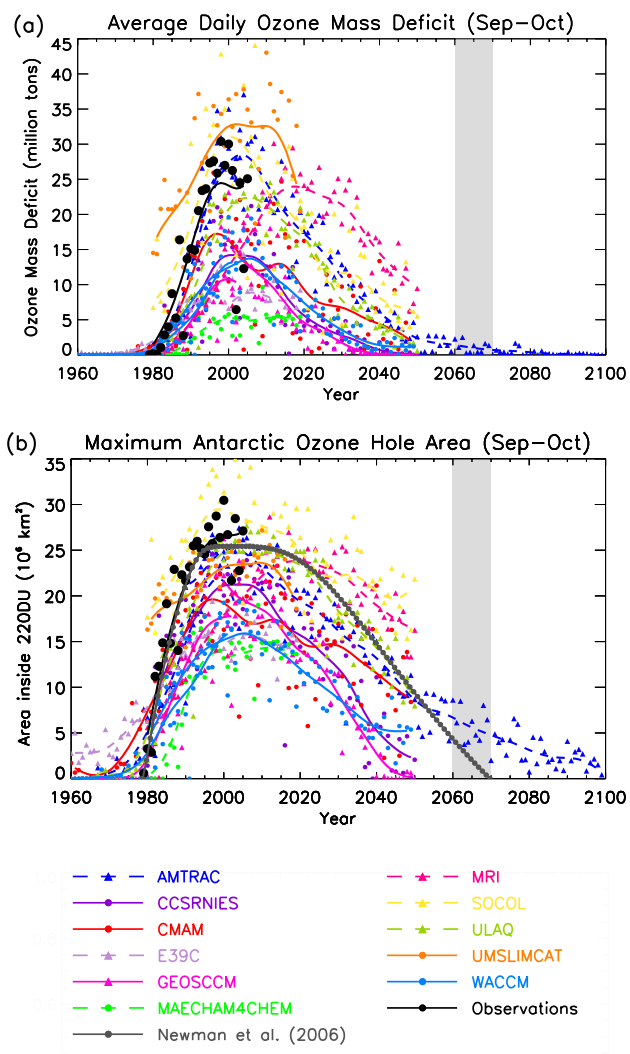 (a) Average Daily Ozone Mass Deficit (Sep-Oct)
Ozone Mass Deficit (million tons)
45
40
35
30
25
20
15
10
5
0
1960 1980 2000 2020 2040 2060 2080 2100
Year
(b) Maximum Antarctic Ozone Hole Area (Sep-Oct)
Area inside 220DU (10⁶ km²)
35
30
25
20
15
10
5
0
1960 1980 2000 2020 2040 2060 2080 2100
Year
AMTRAC MRI
CCSRNIES SOCOL
CMAM ULAQ
E39C UMSLIMCAT
GEOSCCM WACCM
MAECHAM4CHEM Observations
Newman et al. (2006)